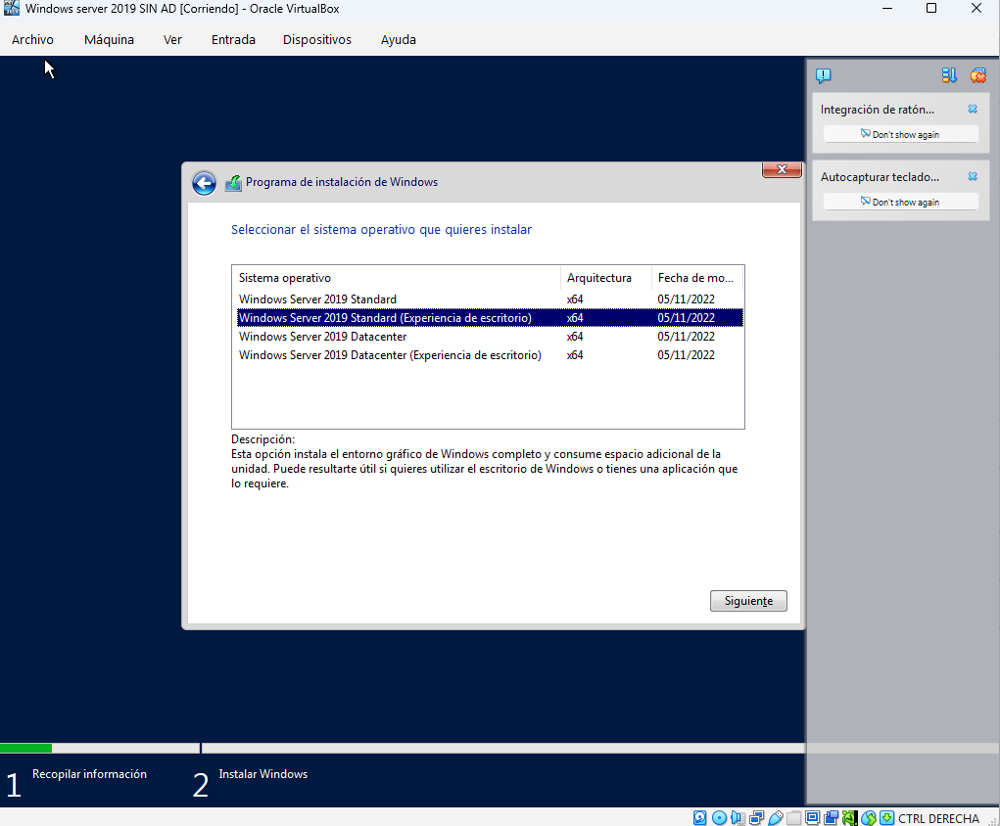 Windows server 2019 SIN AD [Corriendo] - Oracle VirtualBox
Archivo Máquina Ver Entrada Dispositivos Ayuda
Integración de ratón...
Don't show again
Autocapturar teclado...
Don't show again
Programa de instalación de Windows
Seleccionar el sistema operativo que quieres instalar
Sistema operativo Arquitectura Fecha de mo...
Windows Server 2019 Standard x64 05/11/2022
Windows Server 2019 Standard (Experiencia de escritorio) x64 05/11/2022
Windows Server 2019 Datacenter x64 05/11/2022
Windows Server 2019 Datacenter (Experiencia de escritorio) x64 05/11/2022
Descripción:
Esta opción instala el entorno gráfico de Windows completo y consume espacio adicional de la
unidad. Puede resultarte útil si quieres utilizar el escritorio de Windows o tienes una aplicación que
lo requiere.
Siguiente
1 Recopilar información 2 Instalar Windows
CTRL DERECHA